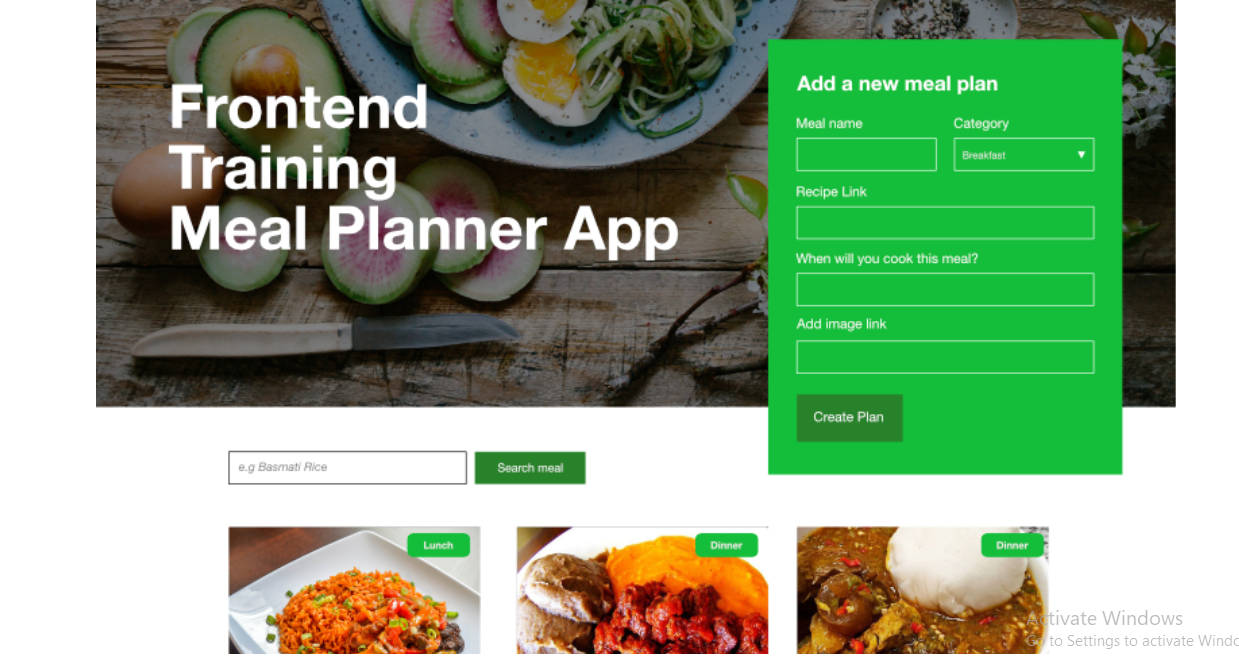 Frontend
Training
Meal Planner App
Add a new meal plan
Meal name
Category
Breakfast
Recipe Link
When will you cook this meal?
Add image link
Create Plan
e.g Basmati Rice
Search meal
Lunch
Dinner
Dinner
Activate Windows
Go to Settings to activate